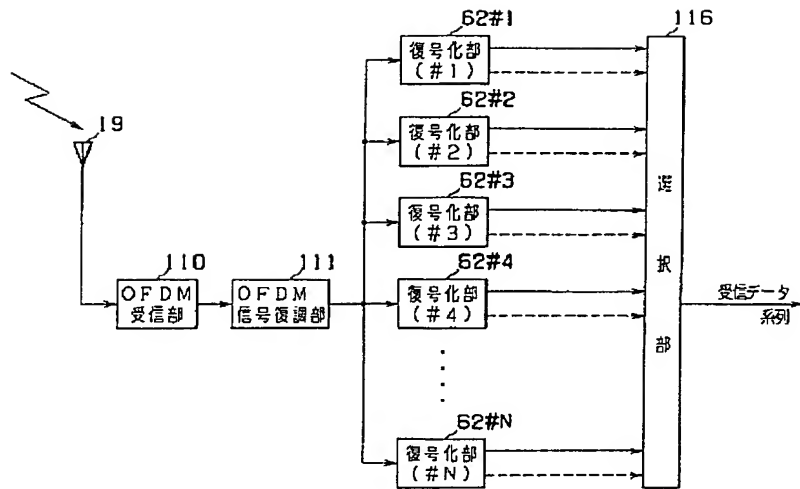 62#1
116
復号化部
(#1)
62#2
19
復号化部
(#2)
62#3
選択部
復号化部
(#3)
110
111
62#4
OFDM
受信部
OFDM
信号復調部
復号化部
(#4)
受信データ
系列
62#N
復号化部
(#N)